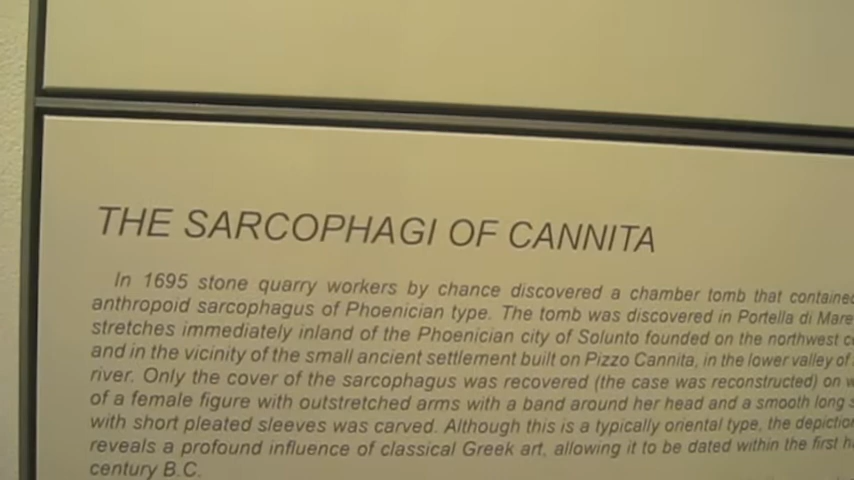 THE SARCOPHAGI OF CANNITA
In 1695 stone quarry workers by chance discovered a chamber tomb that contained
anthropoid sarcophagus of Phoenician type. The tomb was discovered in Portella di Mare
stretches immediately inland of the Phoenician city of Solunto founded on the northwest
and in the vicinity of the small ancient settlement built on Pizzo Cannita, in the lower valley of
river. Only the cover of the sarcophagus was recovered (the case was reconstructed) on
of a female figure with outstretched arms with a band around her head and a smooth long
with short pleated sleeves was carved. Although this is a typically oriental type, the depiction
reveals a profound influence of classical Greek art, allowing it to be dated within the first
century B.C.